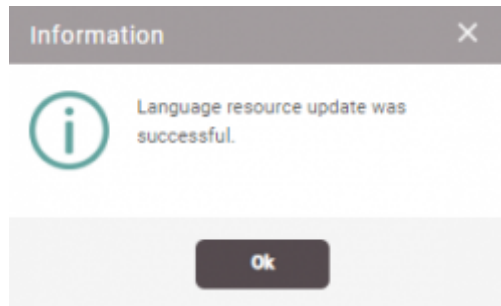 Information
Language resource update was
successful.
Ok